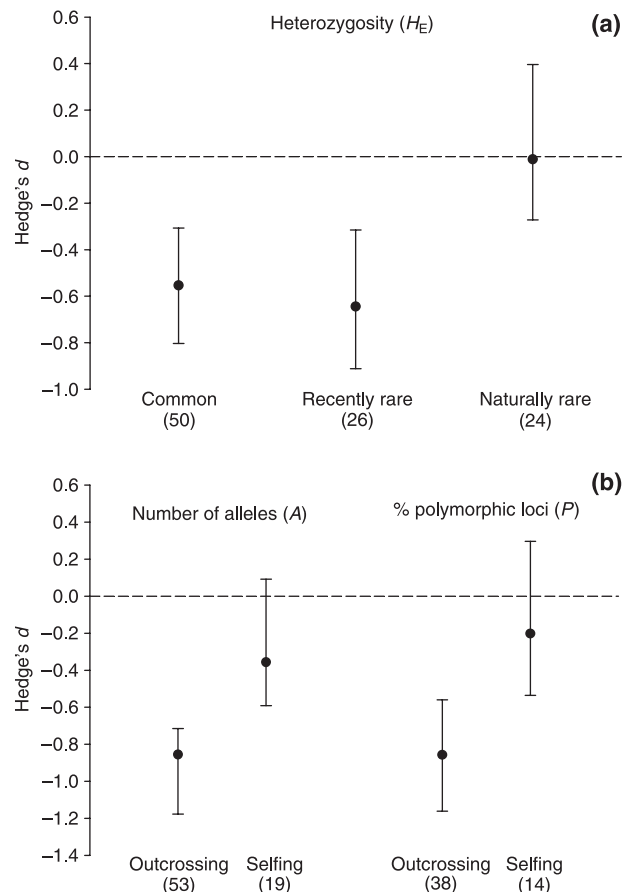 Heterozygosity (H_E)
(a)
0.6
0.4
0.2
0.0
−0.2
−0.4
−0.6
−0.8
−1.0
Hedge's d
Common Recently rare Naturally rare
(50) (26) (24)
(b)
Number of alleles (A) % polymorphic loci (P)
0.6
0.4
0.2
0.0
−0.2
−0.4
−0.6
−0.8
−1.0
−1.2
−1.4
Hedge's d
Outcrossing Selfing Outcrossing Selfing
(53) (19) (38) (14)